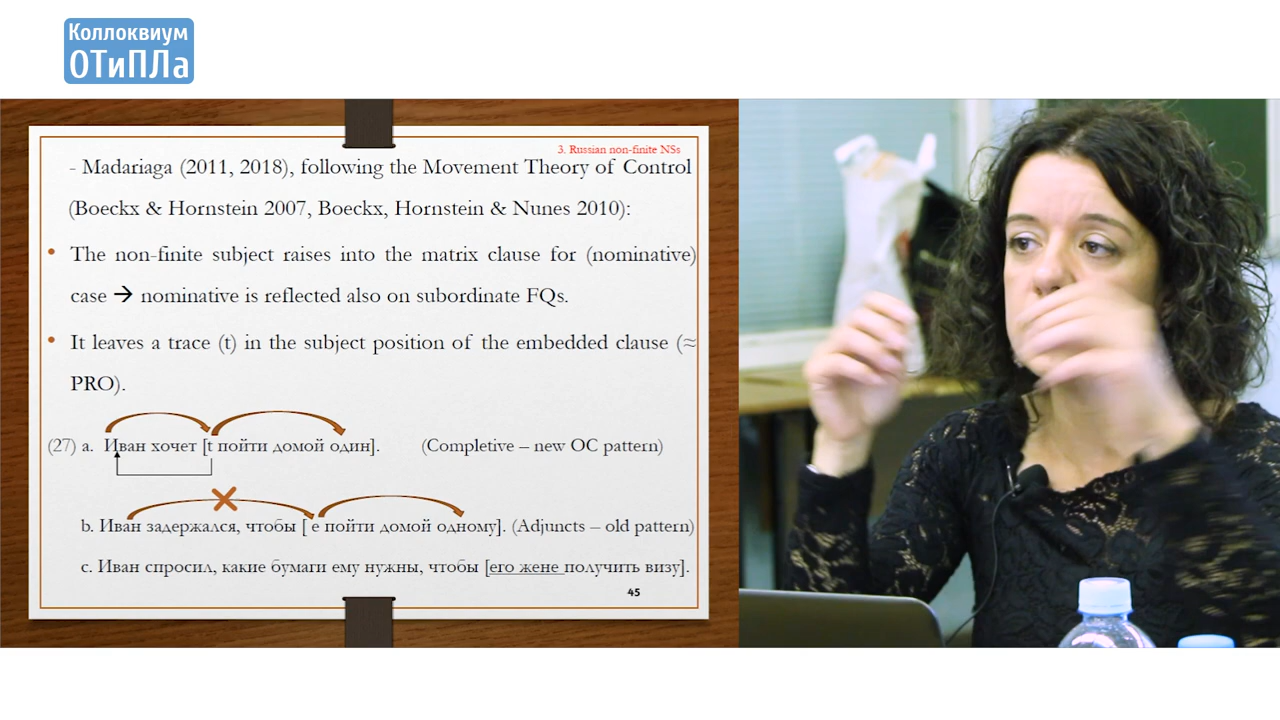 Коллоквиум
ОТиПЛа
3. Russian non-finite NSs
- Madariaga (2011, 2018), following the Movement Theory of Control
(Boeckx & Hornstein 2007, Boeckx, Hornstein & Nunes 2010):
• The non-finite subject raises into the matrix clause for (nominative)
case → nominative is reflected also on subordinate FQs.
• It leaves a trace (t) in the subject position of the embedded clause (≈
PRO).
(27) a. Иван хочет [t пойти домой один]. (Completive – new OC pattern)
b. Иван задержался, чтобы [ е пойти домой одному]. (Adjuncts – old pattern)
c. Иван спросил, какие бумаги ему нужны, чтобы [его жене получить визу].
45